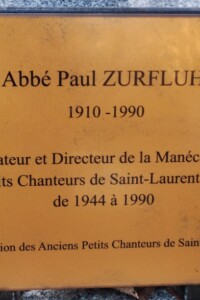 Abbé Paul ZURFLUH
1910 -1990
ateur et Directeur de la Manéc
its Chanteurs de Saint-Laurent
de 1944 à 1990
ion des Anciens Petits Chanteurs de Sain